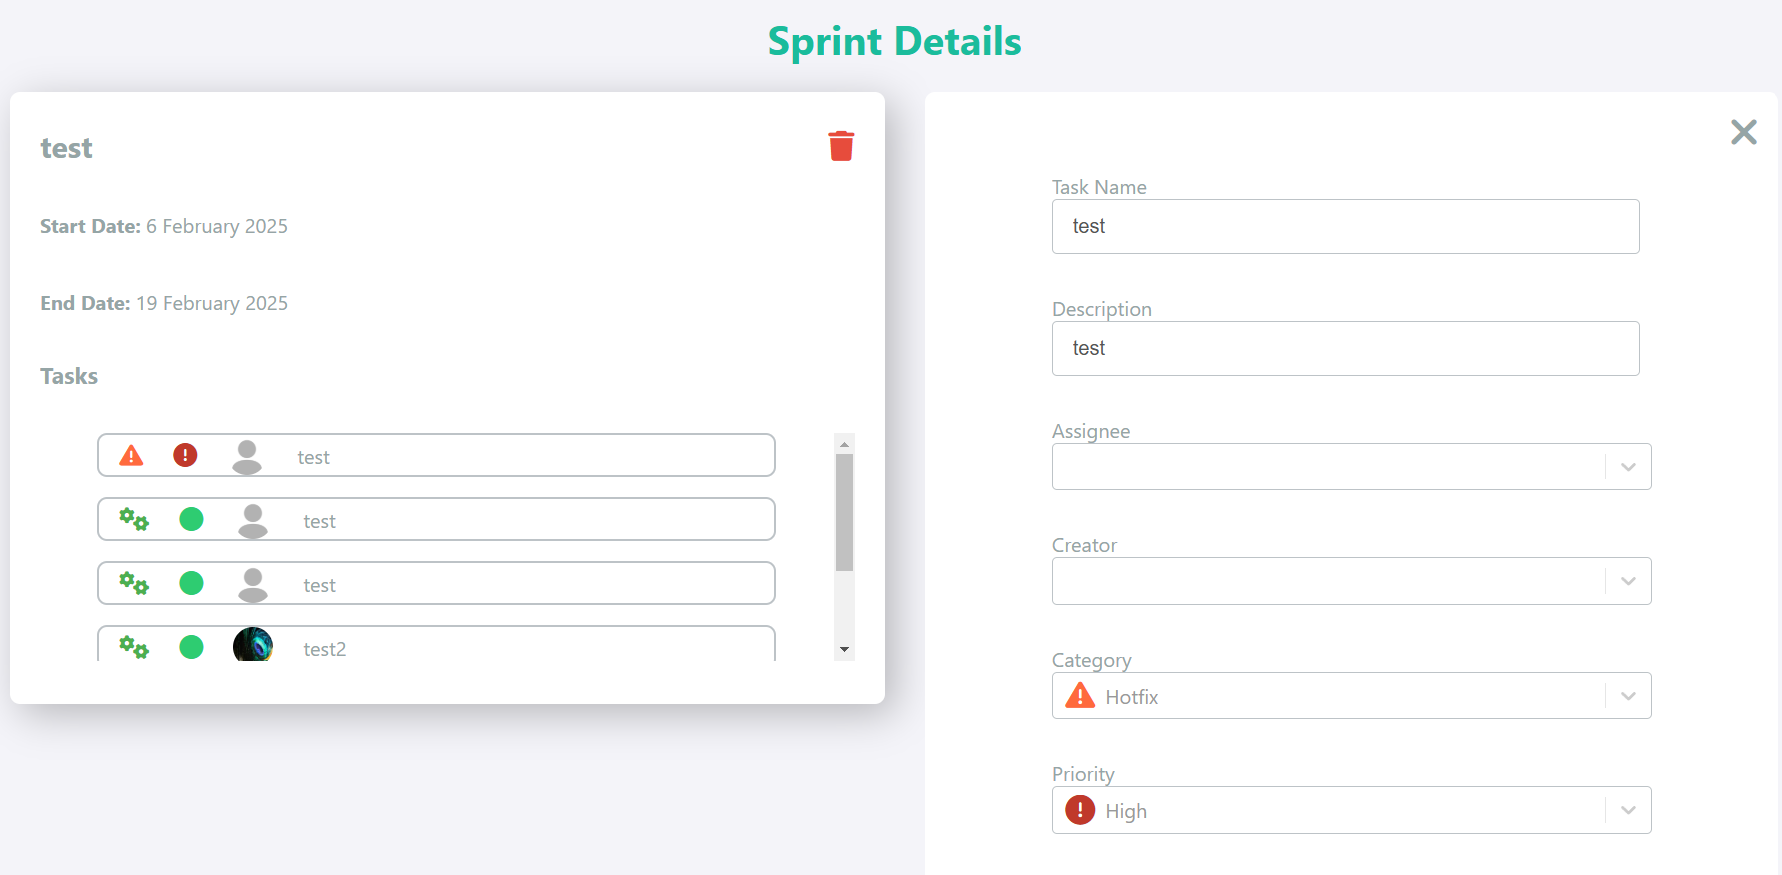 Sprint Details
test
Start Date: 6 February 2025
End Date: 19 February 2025
Tasks
test
test
test
test2
Task Name
test
Description
test
Assignee
Creator
Category
Hotfix
Priority
High